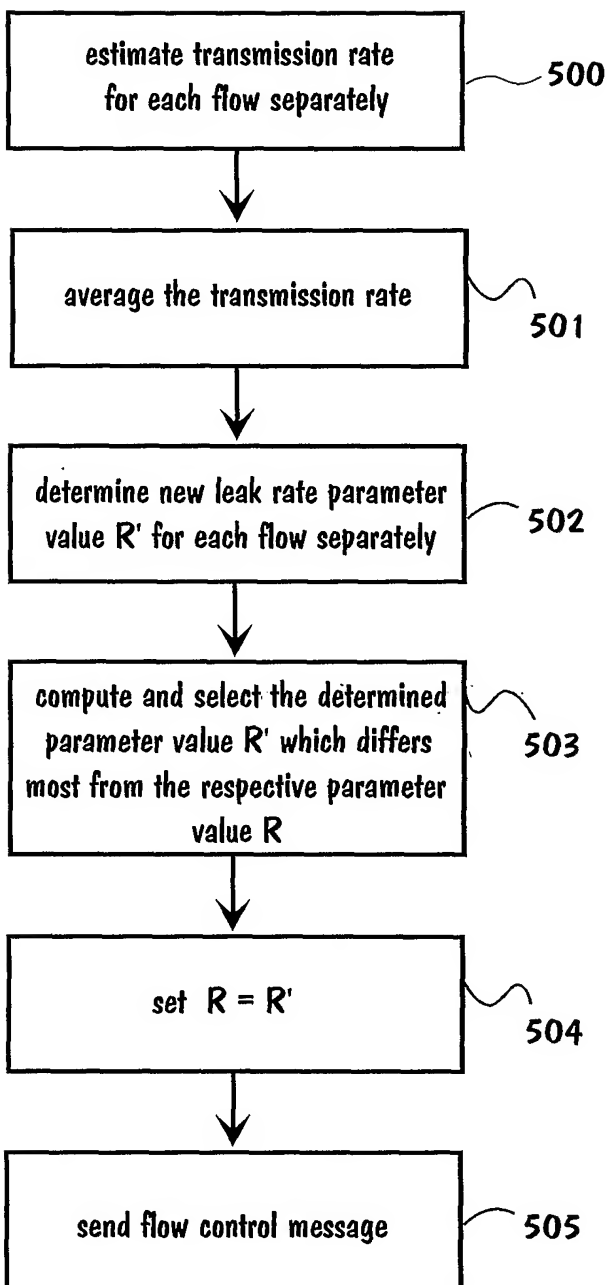 estimate transmission rate
for each flow separately
500
average the transmission rate
501
determine new leak rate parameter
value R' for each flow separately
502
compute and select the determined
parameter value R' which differs
most from the respective parameter
value R
503
set R = R'
504
send flow control message
505